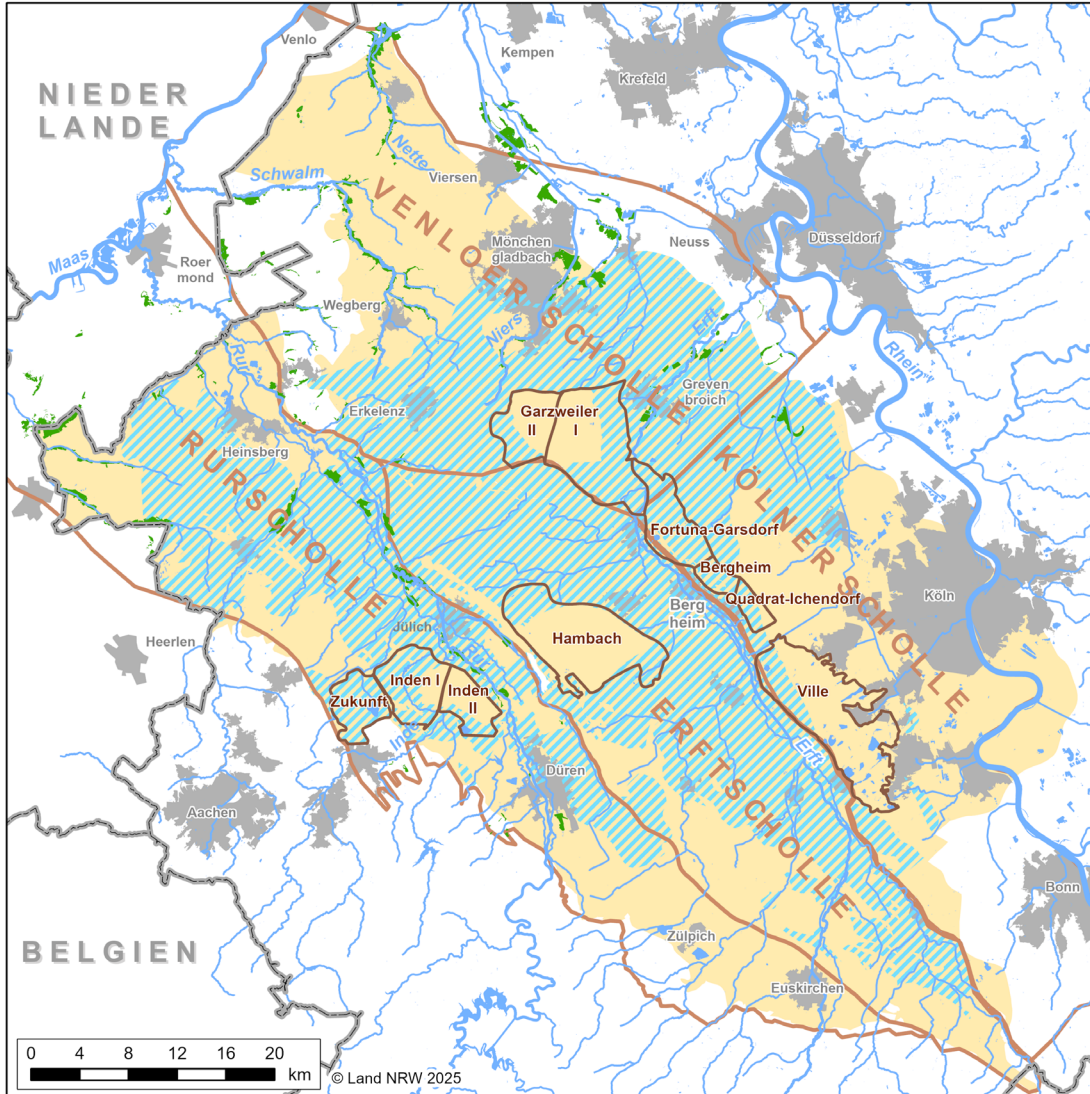 Venlo
Kempen
Krefeld
NIEDER
LANDE
Nette
Viersen
Schwalm
VENLOER SCHOLLE
Mönchen
gladbach
Neuss
Düsseldorf
Maas
Roer
mond
Wegberg
Niers
Erft
Rhein
Rur
Erkelenz
Greven
broich
Garzweiler
II
I
Heinsberg
RURSCHOLLE
KÖLNER SCHOLLE
Fortuna-Garsdorf
Bergheim
Quadrat-Ichendorf
Köln
Berg
heim
Jülich
Rur
Hambach
Heerlen
Inden I
Inden
II
Zukunft
Ville
Inde
ERFTSCHOLLE
Erft
Düren
Aachen
Bonn
BELGIEN
Zülpich
Euskirchen
0 4 8 12 16 20
km
© Land NRW 2025